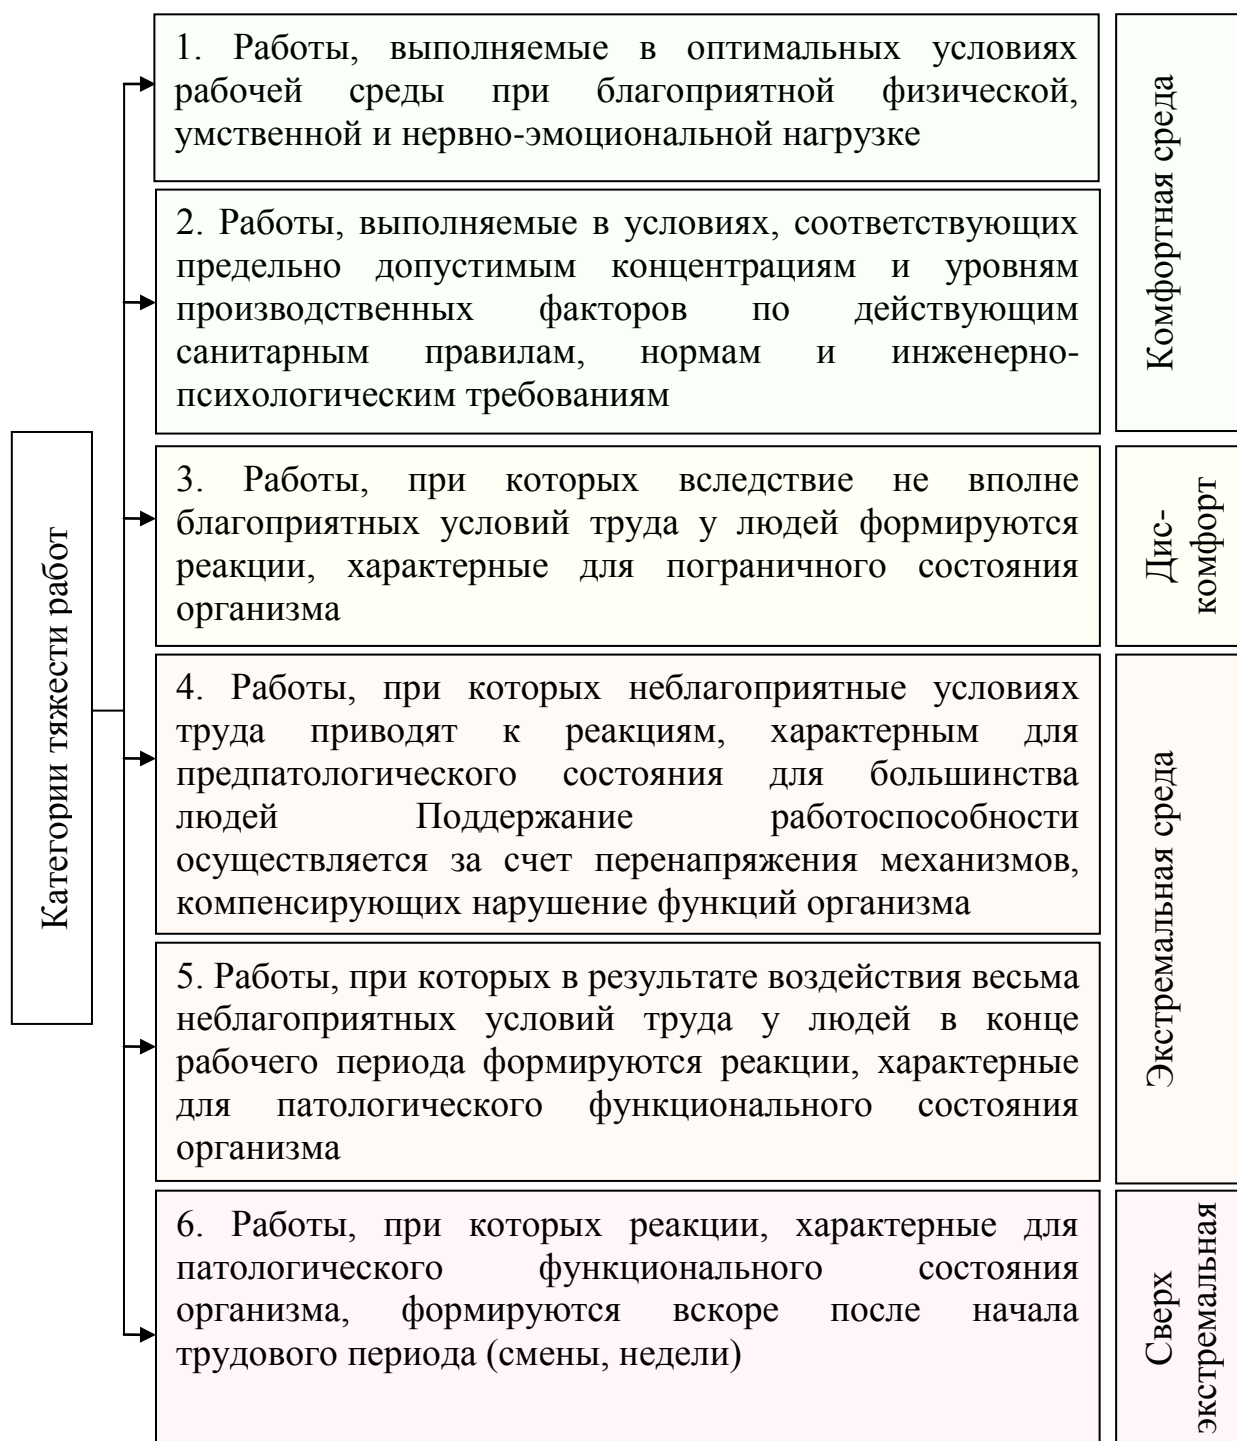 Категории тяжести работ
1. Работы, выполняемые в оптимальных условиях
рабочей среды при благоприятной физической,
умственной и нервно-эмоциональной нагрузке
2. Работы, выполняемые в условиях, соответствующих
предельно допустимым концентрациям и уровням
производственных факторов по действующим
санитарным правилам, нормам и инженерно-
психологическим требованиям
Комфортная среда
3. Работы, при которых вследствие не вполне
благоприятных условий труда у людей формируются
реакции, характерные для пограничного состояния
организма
Дис-
комфорт
4. Работы, при которых неблагоприятные условиях
труда приводят к реакциям, характерным для
предпатологического состояния для большинства
людей Поддержание работоспособности
осуществляется за счет перенапряжения механизмов,
компенсирующих нарушение функций организма
5. Работы, при которых в результате воздействия весьма
неблагоприятных условий труда у людей в конце
рабочего периода формируются реакции, характерные
для патологического функционального состояния
организма
Экстремальная среда
6. Работы, при которых реакции, характерные для
патологического функционального состояния
организма, формируются вскоре после начала
трудового периода (смены, недели)
Сверх
экстремальная